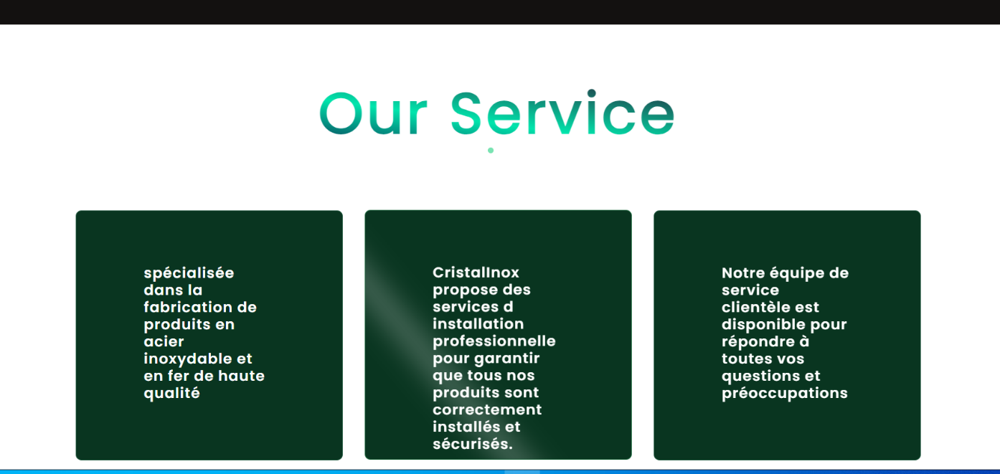 Our Service
spécialisée
dans la
fabrication de
produits en
acier
inoxydable et
en fer de haute
qualité
CristalInox
propose des
services d
installation
professionnelle
pour garantir
que tous nos
produits sont
correctement
installés et
sécurisés.
Notre équipe de
service
clientèle est
disponible pour
répondre à
toutes vos
questions et
préoccupations